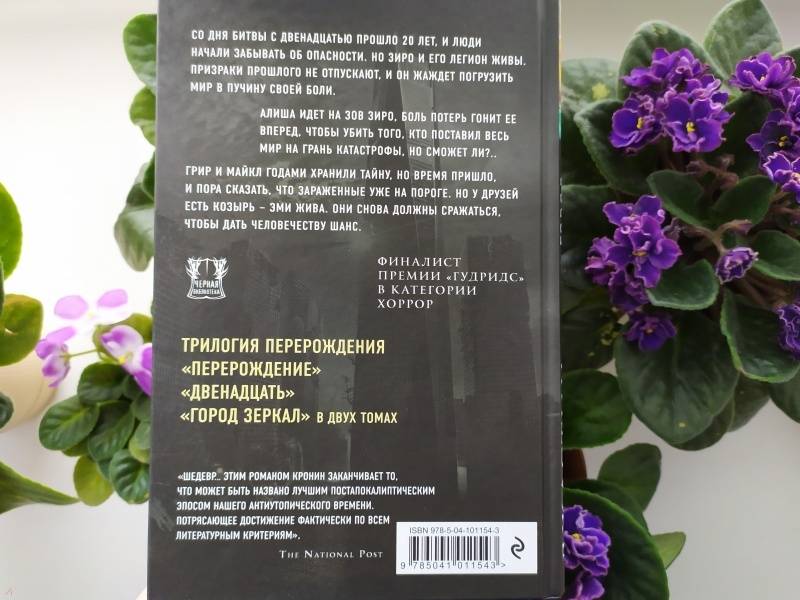 СО ДНЯ БИТВЫ С ДВЕНАДЦАТЬЮ ПРОШЛО 20 ЛЕТ, И ЛЮДИ
НАЧАЛИ ЗАБЫВАТЬ ОБ ОПАСНОСТИ. НО ЗИРО И ЕГО ЛЕГИОН ЖИВЫ.
ПРИЗРАКИ ПРОШЛОГО НЕ ОТПУСКАЮТ, И ОН ЖАЖДЕТ ПОГРУЗИТЬ
МИР В ПУЧИНУ СВОЕЙ БОЛИ.
АЛИША ИДЕТ НА ЗОВ ЗИРО, БОЛЬ ПОТЕРЬ ГОНИТ ЕЕ
ВПЕРЕД, ЧТОБЫ УБИТЬ ТОГО, КТО ПОСТАВИЛ ВЕСЬ
МИР НА ГРАНЬ КАТАСТРОФЫ, НО СМОЖЕТ ЛИ?..
ГРИР И МАЙКЛ ГОДАМИ ХРАНИЛИ ТАЙНУ, НО ВРЕМЯ ПРИШЛО,
И ПОРА СКАЗАТЬ, ЧТО ЗАРАЖЕННЫЕ УЖЕ НА ПОРОГЕ. НО У ДРУЗЕЙ
ЕСТЬ КОЗЫРЬ – ЭМИ ЖИВА. ОНИ СНОВА ДОЛЖНЫ СРАЖАТЬСЯ,
ЧТОБЫ ДАТЬ ЧЕЛОВЕЧЕСТВУ ШАНС.
ЧЕРНАЯ
БИБЛИОТЕКА
ФИНАЛИСТ
ПРЕМИИ «ГУДРИДС»
В КАТЕГОРИИ
ХОРРОР
ТРИЛОГИЯ ПЕРЕРОЖДЕНИЯ
«ПЕРЕРОЖДЕНИЕ»
«ДВЕНАДЦАТЬ»
«ГОРОД ЗЕРКАЛ» В ДВУХ ТОМАХ
«ШЕДЕВР... ЭТИМ РОМАНОМ КРОНИН ЗАКАНЧИВАЕТ ТО,
ЧТО МОЖЕТ БЫТЬ НАЗВАНО ЛУЧШИМ ПОСТАПОКАЛИПТИЧЕСКИМ
ЭПОСОМ НАШЕГО АНТИУТОПИЧЕСКОГО ВРЕМЕНИ.
ПОТРЯСАЮЩЕЕ ДОСТИЖЕНИЕ ФАКТИЧЕСКИ ПО ВСЕМ
ЛИТЕРАТУРНЫМ КРИТЕРИЯМ».
THE NATIONAL POST
ISBN 978-5-04-101154-3
9 785041 011543 >